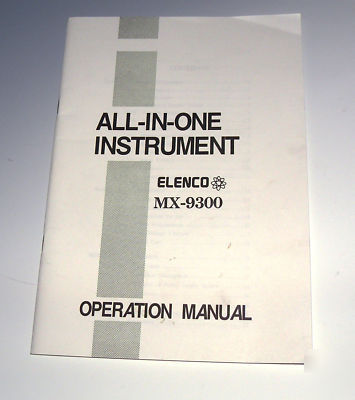 ALL-IN-ONE
INSTRUMENT
ELENCO
MX-9300
OPERATION MANUAL